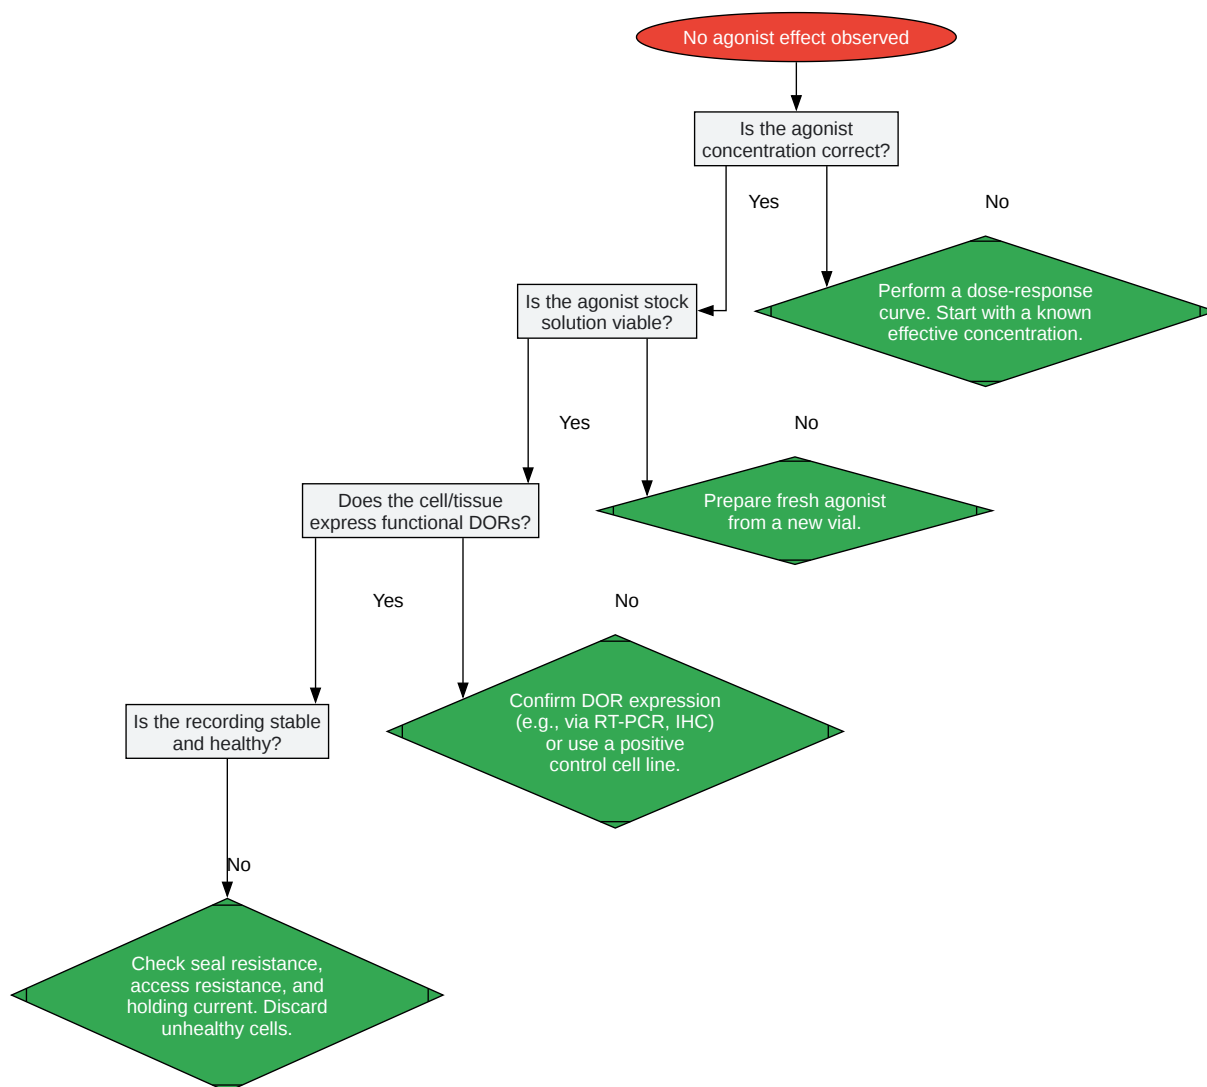 No agonist effect observed
Is the agonist
concentration correct?
Yes
No
Perform a dose-response
curve. Start with a known
effective concentration.
Is the agonist stock
solution viable?
Yes
No
Prepare fresh agonist
from a new vial.
Does the cell/tissue
express functional DORs?
Yes
No
Confirm DOR expression
(e.g., via RT-PCR, IHC)
or use a positive
control cell line.
Is the recording stable
and healthy?
No
Check seal resistance,
access resistance, and
holding current. Discard
unhealthy cells.